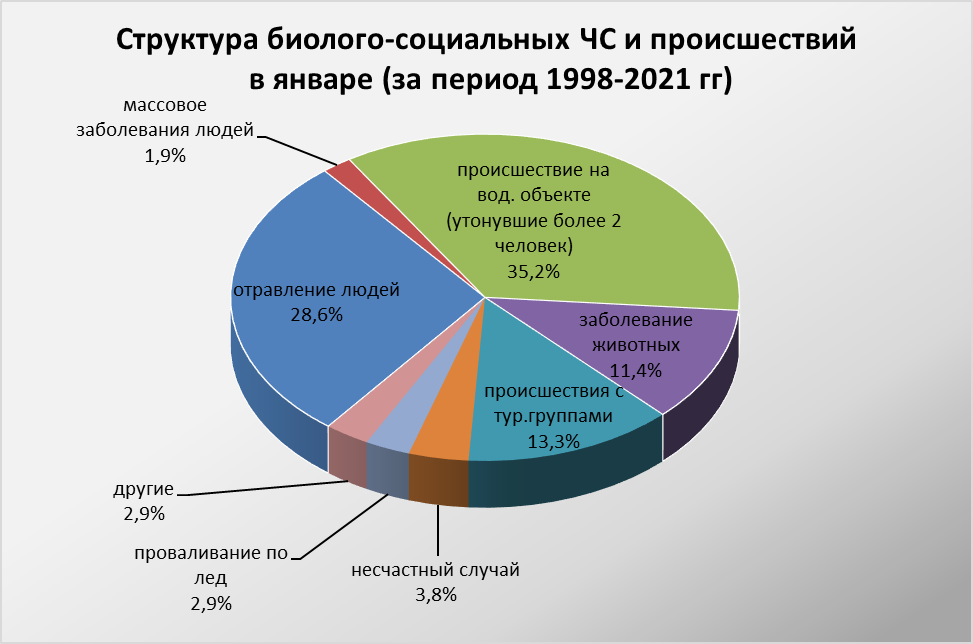 Структура биолого-социальных ЧС и происшествий
в январе (за период 1998-2021 гг)
массовое
заболевания людей
1,9%
происшествие на
вод. объекте
(утонувшие более 2
человек)
35,2%
отравление людей
28,6%
заболевание
животных
11,4%
происшествия с
тур.группами
13,3%
другие
2,9%
проваливание по
лед
2,9%
несчастный случай
3,8%